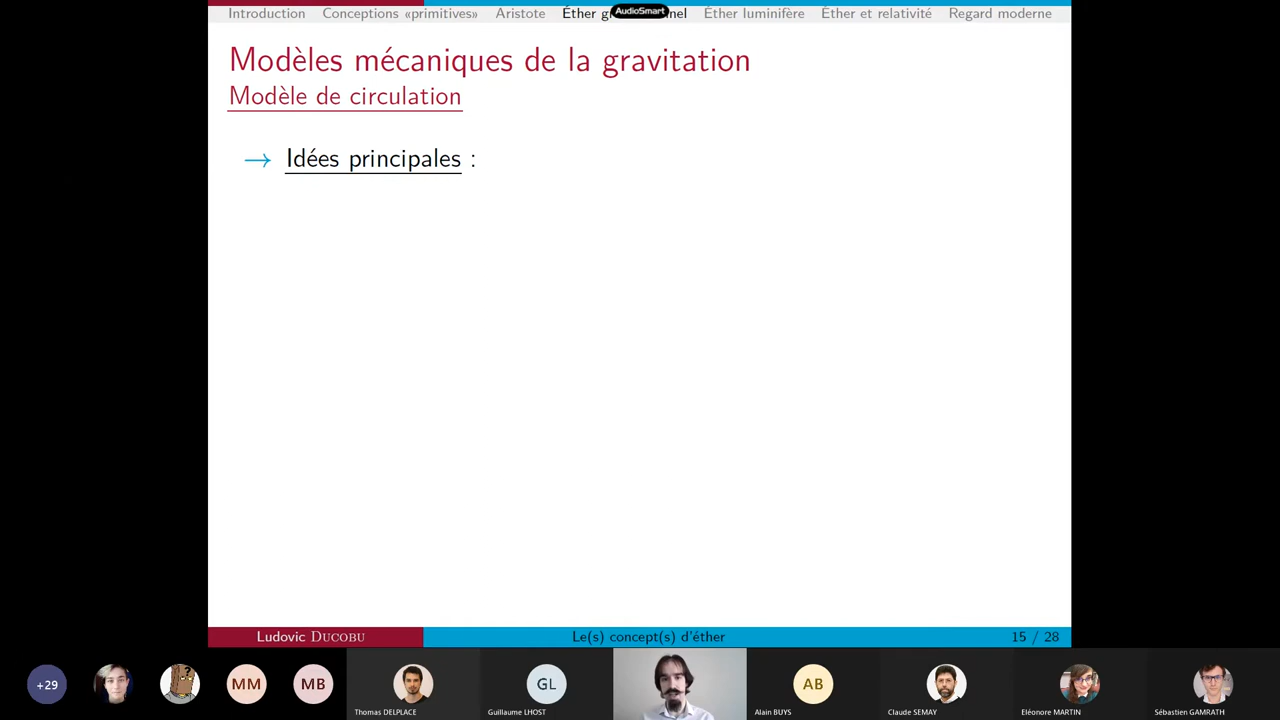 Introduction Conceptions «primitives» Aristote Éther gr nel Éther luminifère Éther et relativité Regard moderne
AudioSmart
Modèles mécaniques de la gravitation
Modèle de circulation
→ Idées principales :
Ludovic DUCOBU Le(s) concept(s) d'éther 15 / 28
+29 MM MB GL AB
Thomas DELPLACE Guillaume LHOST Alain BUYS Claude SEMAY Eléonore MARTIN Sébastien GAMRATH